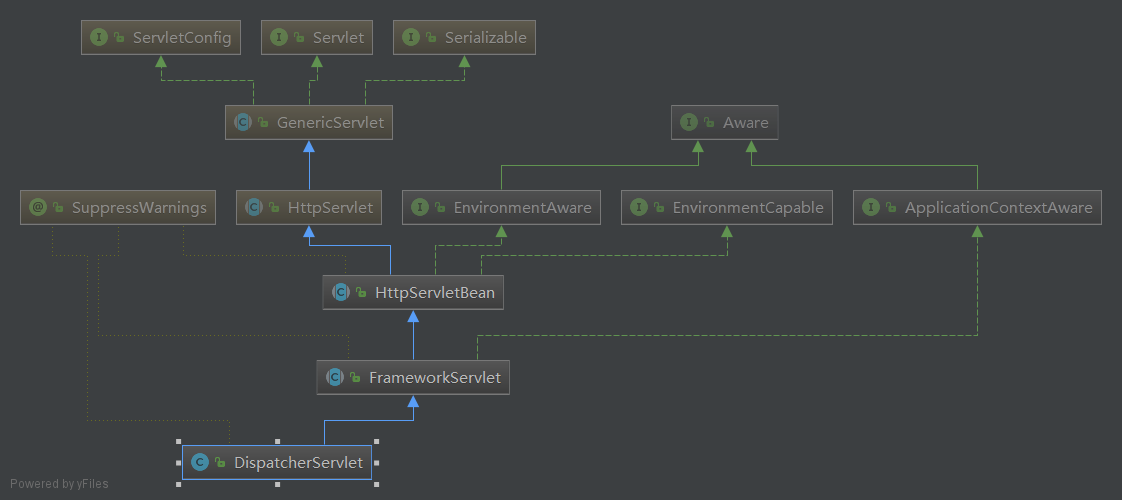 ServletConfig
Servlet
Serializable
GenericServlet
Aware
SuppressWarnings
HttpServlet
EnvironmentAware
EnvironmentCapable
ApplicationContextAware
HttpServletBean
FrameworkServlet
DispatcherServlet
Powered by yFiles